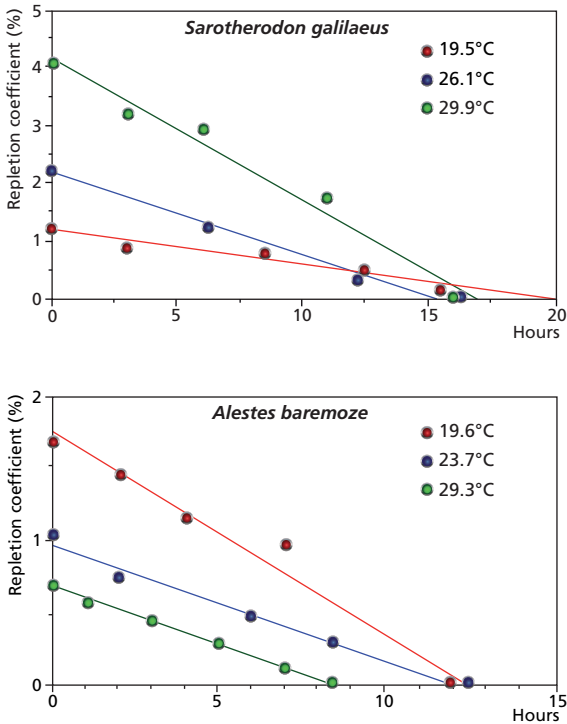 Sarotherodon galilaeus
Repletion coefficient (%)
5
4
3
2
1
0
19.5°C
26.1°C
29.9°C
0 5 10 15 20
Hours
Alestes baremoze
Repletion coefficient (%)
2
1
0
19.6°C
23.7°C
29.3°C
0 5 10 15
Hours